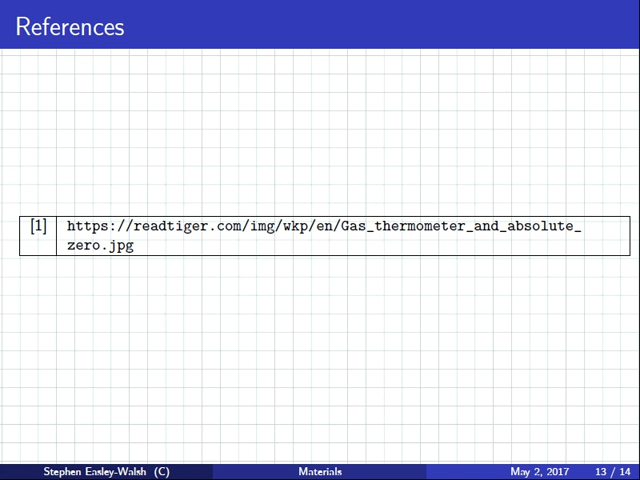 References
[1] https://readtiger.com/img/wkp/en/Gas_thermometer_and_absolute_
zero.jpg
Stephen Easley-Walsh (C) Materials May 2, 2017 13 / 14